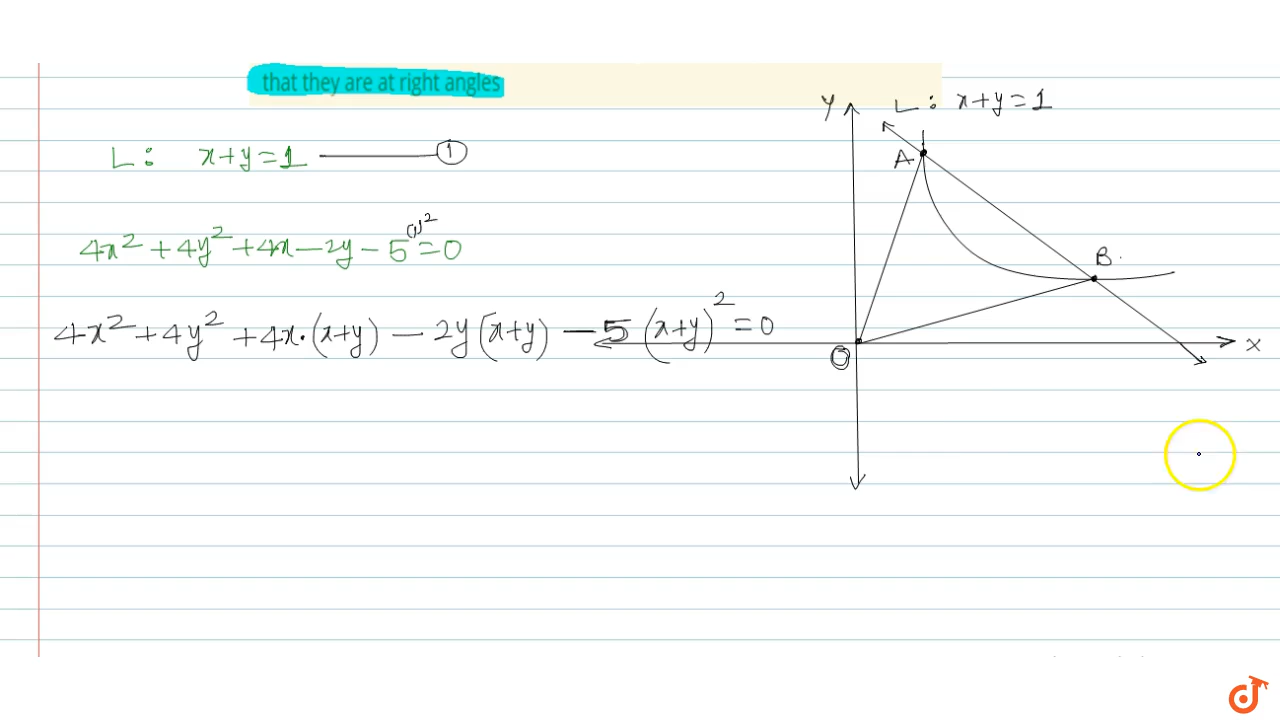 that they are at right angles
L : x+y=1
L : x+y=1 ① 
4x² + 4y² + 4x − 2y − 5(1)² = 0
4x² + 4y² + 4x·(x+y) − 2y(x+y) − 5(x+y)² = 0
Y
A
B
O
X